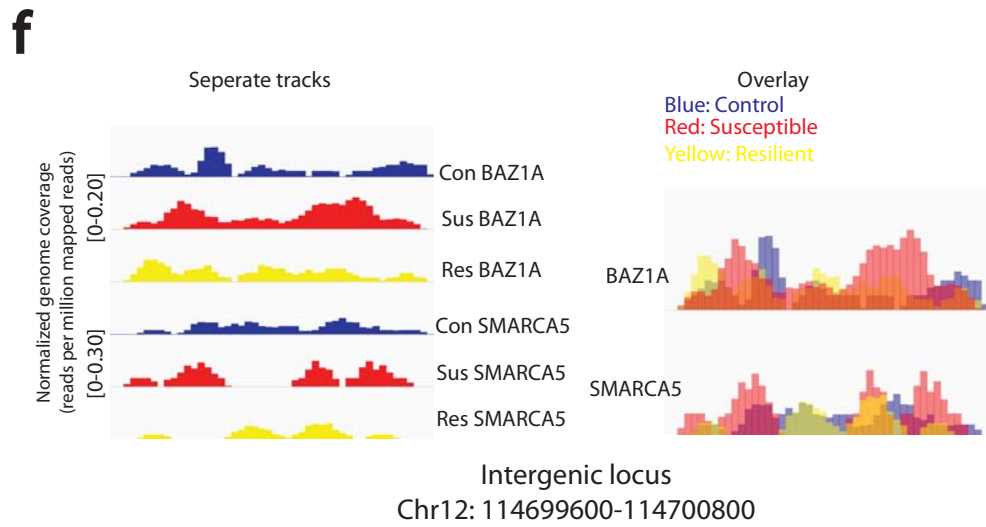 f
Seperate tracks
Overlay
Blue: Control
Red: Susceptible
Yellow: Resilient
Normalized genome coverage
(reads per million mapped reads)
[0-0.20]
[0-0.30]
Con BAZ1A
Sus BAZ1A
Res BAZ1A
Con SMARCA5
Sus SMARCA5
Res SMARCA5
BAZ1A
SMARCA5
Intergenic locus
Chr12: 114699600-114700800